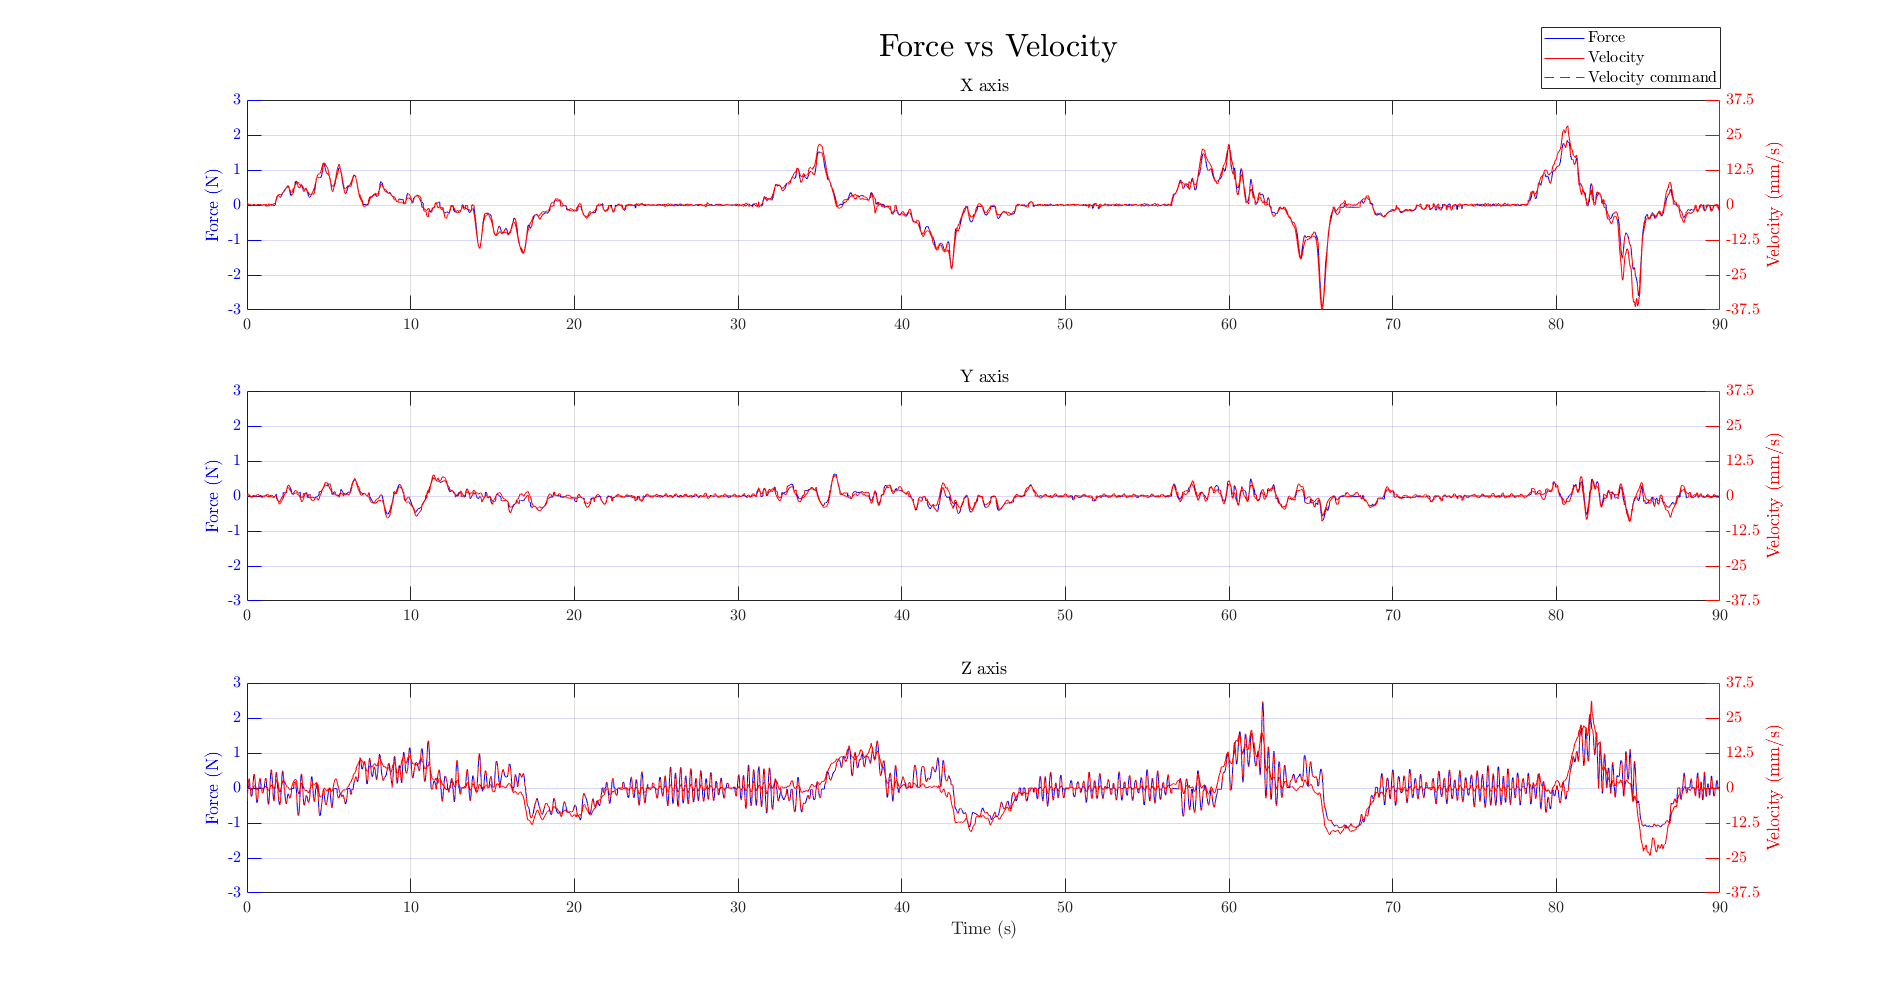 Force vs Velocity
Force
Velocity
Velocity command
X axis
3
2
1
0
-1
-2
-3
Force (N)
37.5
25
12.5
0
-12.5
-25
-37.5
Velocity (mm/s)
0 10 20 30 40 50 60 70 80 90
Y axis
3
2
1
0
-1
-2
-3
Force (N)
37.5
25
12.5
0
-12.5
-25
-37.5
Velocity (mm/s)
0 10 20 30 40 50 60 70 80 90
Z axis
3
2
1
0
-1
-2
-3
Force (N)
37.5
25
12.5
0
-12.5
-25
-37.5
Velocity (mm/s)
0 10 20 30 40 50 60 70 80 90
Time (s)